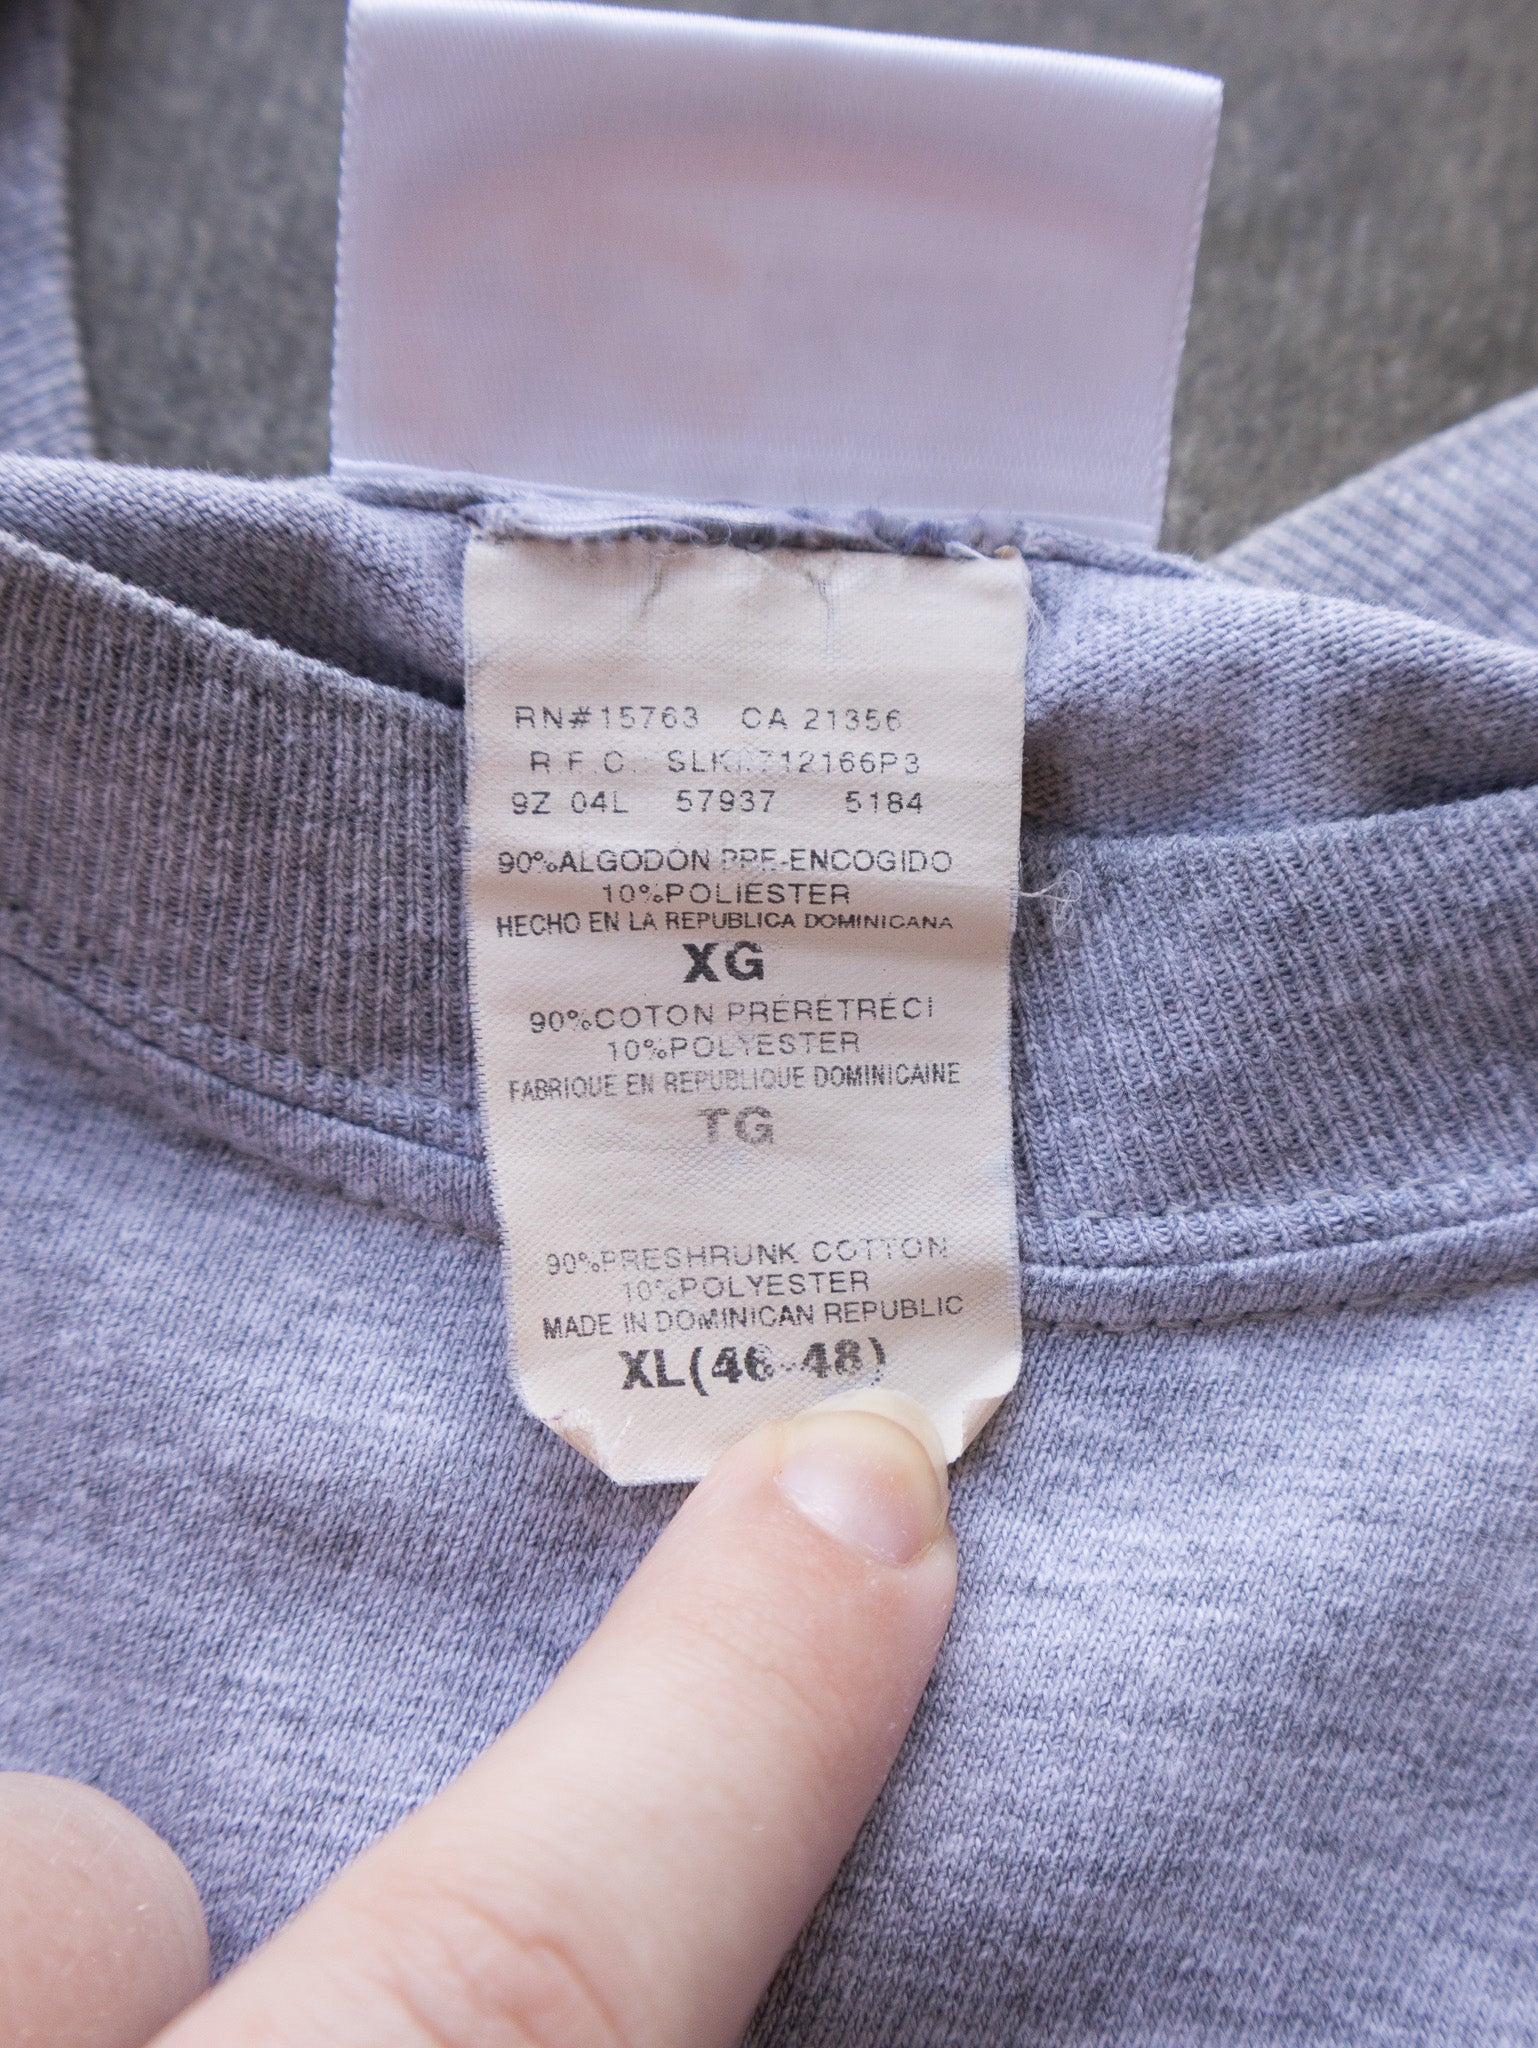 RN#15763 CA 21356
R.F.C. 
9Z 04L 57937 5184
90%ALGODÓN PRE-ENCOGIDO
10%POLIESTER
HECHO EN LA REPUBLICA DOMINICANA
XG
90%COTON PRÉRÉTRÉCI
10%POLYESTER
FABRIQUE EN REPUBLIQUE DOMINICAINE
TG
90%PRESHRUNK COTTON
10%POLYESTER
MADE IN DOMINICAN REPUBLIC
XL(46-48)